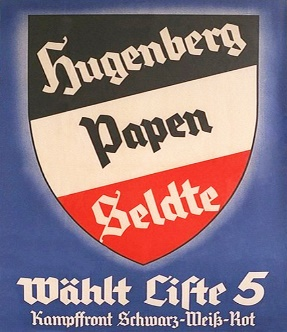 Hugenberg
Papen
Seldte
Wählt Liste 5
Kampffront Schwarz-Weiß-Rot